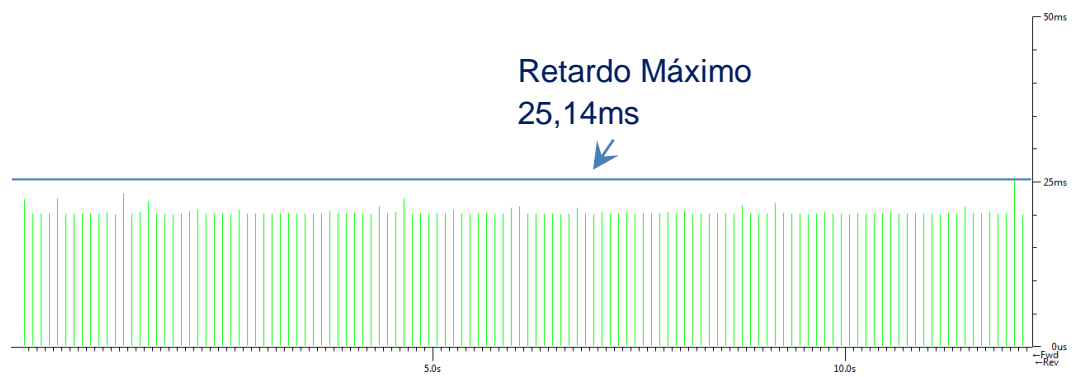 50ms
Retardo Máximo
25,14ms
25ms
0us
←Fwd
←Rev
5.0s
10.0s